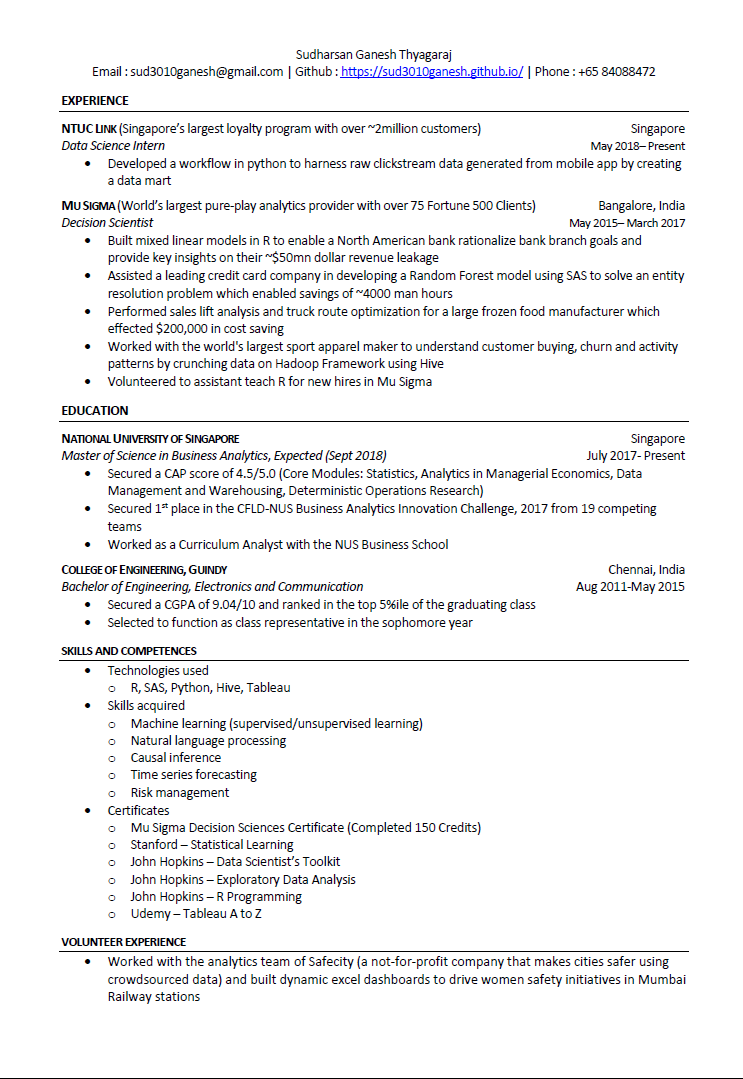 Sudharsan Ganesh Thyagaraj
Email : sud3010ganesh@gmail.com | Github : https://sud3010ganesh.github.io/ | Phone : +65 84088472
EXPERIENCE
NTUC LINK (Singapore's largest loyalty program with over ~2million customers) Singapore
Data Science Intern May 2018– Present
• Developed a workflow in python to harness raw clickstream data generated from mobile app by creating
a data mart
MU SIGMA (World's largest pure-play analytics provider with over 75 Fortune 500 Clients) Bangalore, India
Decision Scientist May 2015– March 2017
• Built mixed linear models in R to enable a North American bank rationalize bank branch goals and
provide key insights on their ~$50mn dollar revenue leakage
• Assisted a leading credit card company in developing a Random Forest model using SAS to solve an entity
resolution problem which enabled savings of ~4000 man hours
• Performed sales lift analysis and truck route optimization for a large frozen food manufacturer which
effected $200,000 in cost saving
• Worked with the world's largest sport apparel maker to understand customer buying, churn and activity
patterns by crunching data on Hadoop Framework using Hive
• Volunteered to assistant teach R for new hires in Mu Sigma
EDUCATION
NATIONAL UNIVERSITY OF SINGAPORE Singapore
Master of Science in Business Analytics, Expected (Sept 2018) July 2017- Present
• Secured a CAP score of 4.5/5.0 (Core Modules: Statistics, Analytics in Managerial Economics, Data
Management and Warehousing, Deterministic Operations Research)
• Secured 1st place in the CFLD-NUS Business Analytics Innovation Challenge, 2017 from 19 competing
teams
• Worked as a Curriculum Analyst with the NUS Business School
COLLEGE OF ENGINEERING, GUINDY Chennai, India
Bachelor of Engineering, Electronics and Communication Aug 2011-May 2015
• Secured a CGPA of 9.04/10 and ranked in the top 5%ile of the graduating class
• Selected to function as class representative in the sophomore year
SKILLS AND COMPETENCES
• Technologies used
o R, SAS, Python, Hive, Tableau
• Skills acquired
o Machine learning (supervised/unsupervised learning)
o Natural language processing
o Causal inference
o Time series forecasting
o Risk management
• Certificates
o Mu Sigma Decision Sciences Certificate (Completed 150 Credits)
o Stanford – Statistical Learning
o John Hopkins – Data Scientist's Toolkit
o John Hopkins – Exploratory Data Analysis
o John Hopkins – R Programming
o Udemy – Tableau A to Z
VOLUNTEER EXPERIENCE
• Worked with the analytics team of Safecity (a not-for-profit company that makes cities safer using
crowdsourced data) and built dynamic excel dashboards to drive women safety initiatives in Mumbai
Railway stations